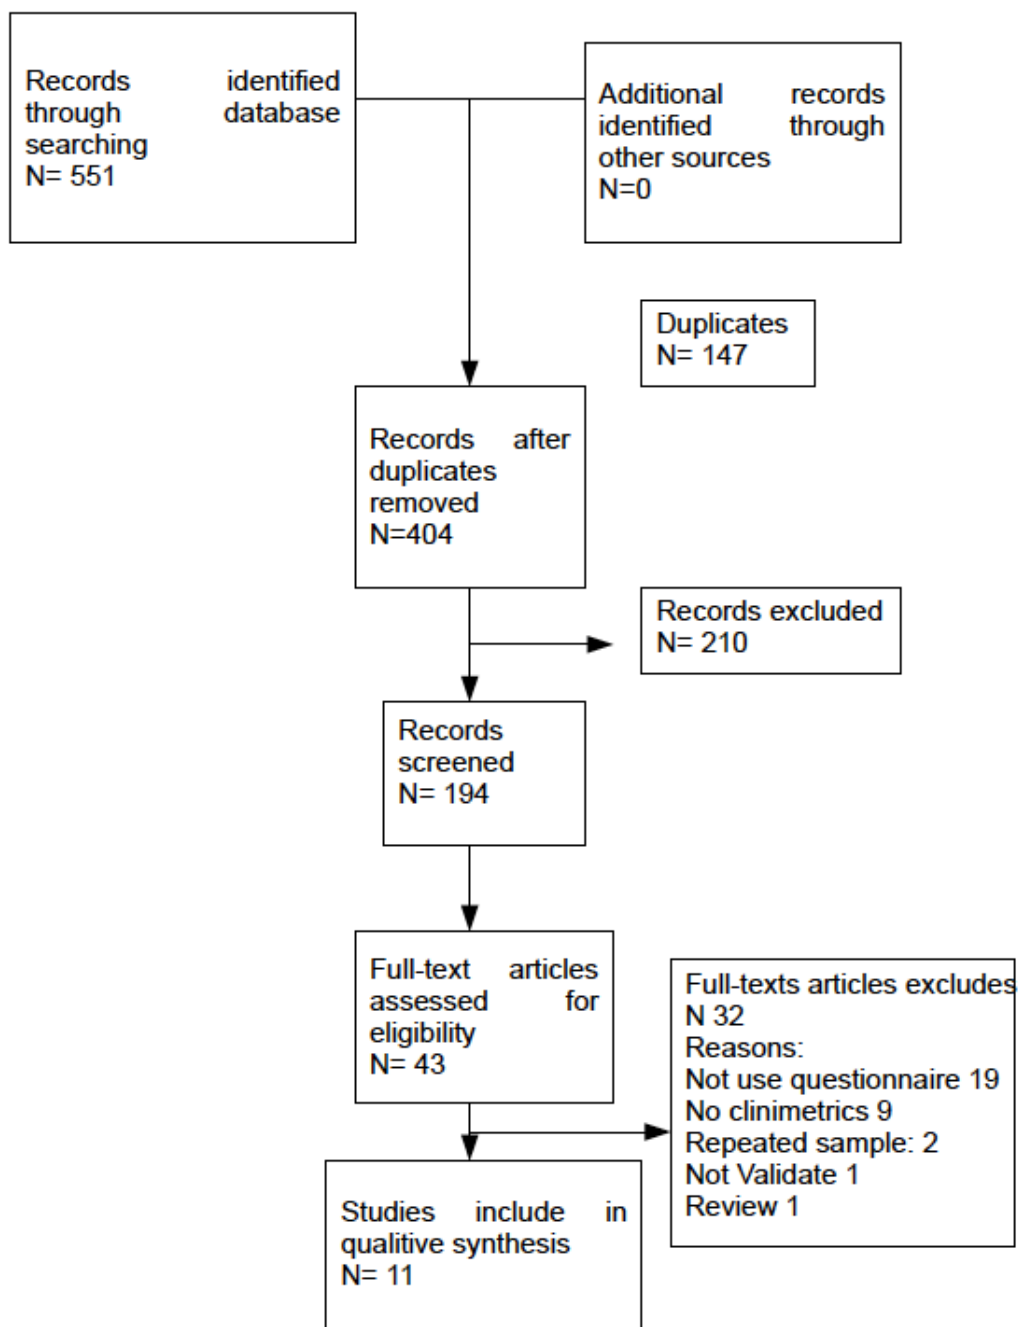 Records identified
through database
searching
N= 551
Additional records
identified through
other sources
N=0
Duplicates
N= 147
Records after
duplicates
removed
N=404
Records excluded
N= 210
Records
screened
N= 194
Full-text articles
assessed for
eligibility
N= 43
Full-texts articles excludes
N 32
Reasons:
Not use questionnaire 19
No clinimetrics 9
Repeated sample: 2
Not Validate 1
Review 1
Studies include in
qualitive synthesis
N= 11